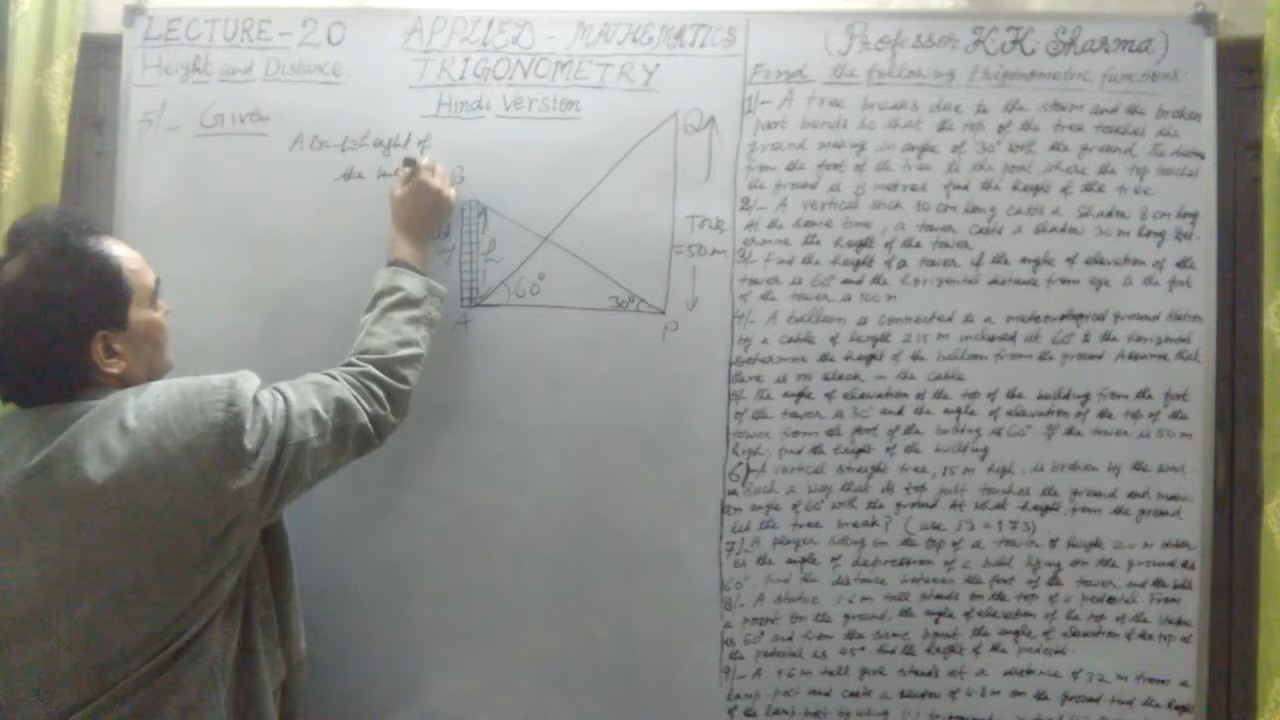 LECTURE-20
APPLIED-MATHEMATICS
(Professor K.K. Sharma)
Height and Distance
TRIGONOMETRY
Hindi Version
5/- Given
AB = h = height of
the
B
h
60°
30°
A
P
Q
Tower
=50m
Find the following trigonometric functions:
1/- A tree breaks due to the storm and the broken
part bends so that the top of the tree touches the
ground making an angle of 30° with the ground. The
from the foot of the tree to the point where the top touches
the ground is 8 metres find the height of the tree
2/- A vertical stick 10 cm long casts a shadow 8 cm long
At the same time, a tower casts a shadow 30 m long Det-
ermine the height of the tower
3/- Find the height of a tower if the angle of elevation of the
tower is 60° and the horizontal distance from eye to the foot
of the tower is 100 m
4/- A balloon is connected to a meteorological ground station
by a cable of length 215 m inclined at 60° to the horizontal
determine the height of the balloon from the ground Assume that
there is no slack in the cable
5/- The angle of elevation of the top of the building from the foot
of the tower is 30° and the angle of elevation of the top of the
tower from the foot of the building is 60° If the tower is 50 m
high, find the height of the building
6/- A vertical straight tree, 15 m high, is broken by the wind
in such a way that its top just touches the ground and make
an angle of 60° with the ground. At what height from the ground
did the tree break? (use √3 = 1.73)
7/- A player sitting on the top of a tower of height 20 m observ
es the angle of depression of a ball lying on the ground as
60°. Find the distance between the foot of the tower and the ball
8/- A statue 1.6 m tall stands on the top of a pedestal. From
a point on the ground, the angle of elevation of the top of the statue
is 60° and from the same point the angle of elevation of the top of
the pedestal is 45° find the height of the pedestal
9/- A 1.6 m tall girl stands at a distance of 3.2 m from a
lamp-post and casts a shadow of 4.8 m on the ground find the height
of the lamp post by using (i)